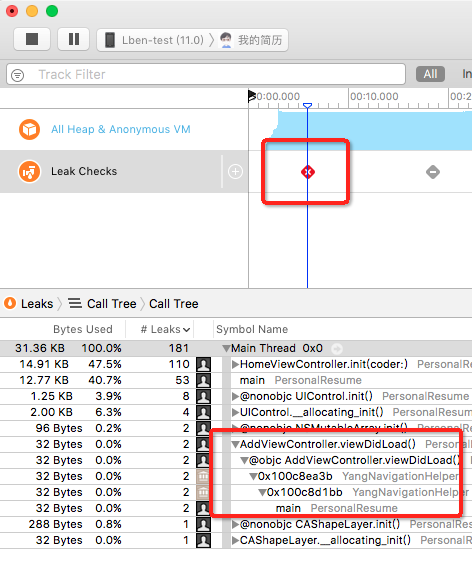 Lben-test (11.0) 〉 我的简历
Track Filter
All
00:00.000 00:10.000
All Heap & Anonymous VM
Leak Checks
Leaks 〉 Call Tree 〉 Call Tree
Bytes Used # Leaks Symbol Name
31.36 KB 100.0% 181 Main Thread 0x0
14.91 KB 47.5% 110 HomeViewController.init(coder:) PersonalRes
12.77 KB 40.7% 53 main PersonalResume
1.25 KB 3.9% 8 @nonobjc UIControl.init() PersonalResume
2.00 KB 6.3% 4 UIControl.__allocating_init() PersonalResume
96 Bytes 0.2% 2 @nonobjc NSMutableArray.init() PersonalRes
32 Bytes 0.0% 2 AddViewController.viewDidLoad() PersonalRe
32 Bytes 0.0% 2 @objc AddViewController.viewDidLoad()
32 Bytes 0.0% 2 0x100c8ea3b YangNavigationHelper
32 Bytes 0.0% 2 0x100c8d1bb YangNavigationHelper
32 Bytes 0.0% 2 main PersonalResume
288 Bytes 0.8% 1 @nonobjc CAShapeLayer.init() PersonalResum
32 Bytes 0.0% 1 CAShapeLayer.__allocating_init() PersonalRe